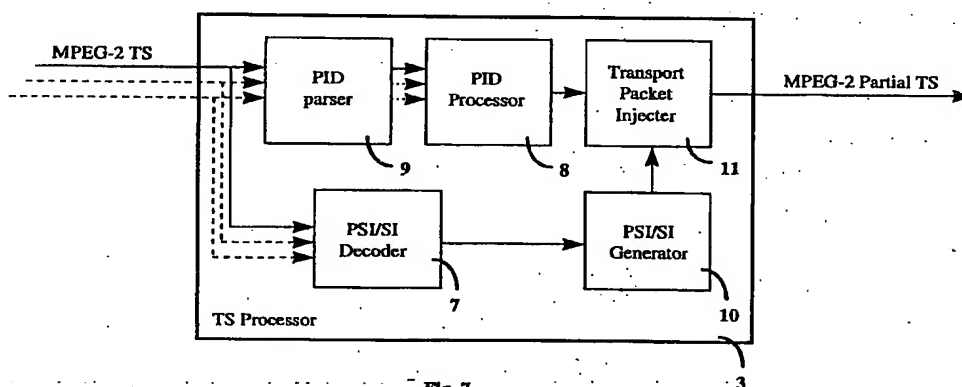 MPEG-2 TS
PID
parser
9
PID
Processor
8
Transport
Packet
Injecter
11
MPEG-2 Partial TS
PSI/SI
Decoder
7
PSI/SI
Generator
10
TS Processor
3